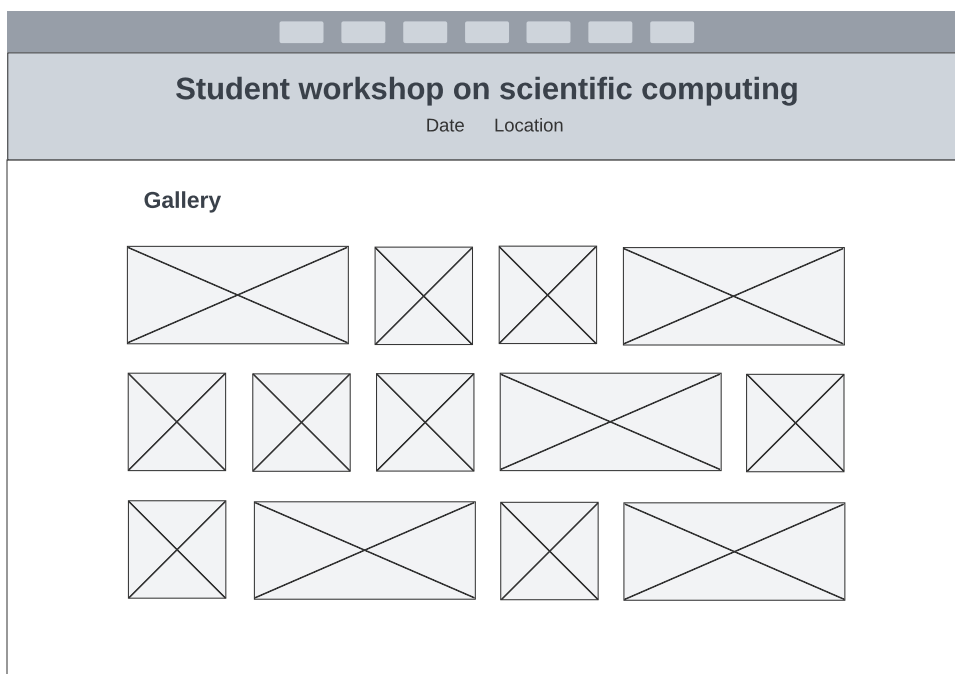 Student workshop on scientific computing
Date Location
Gallery